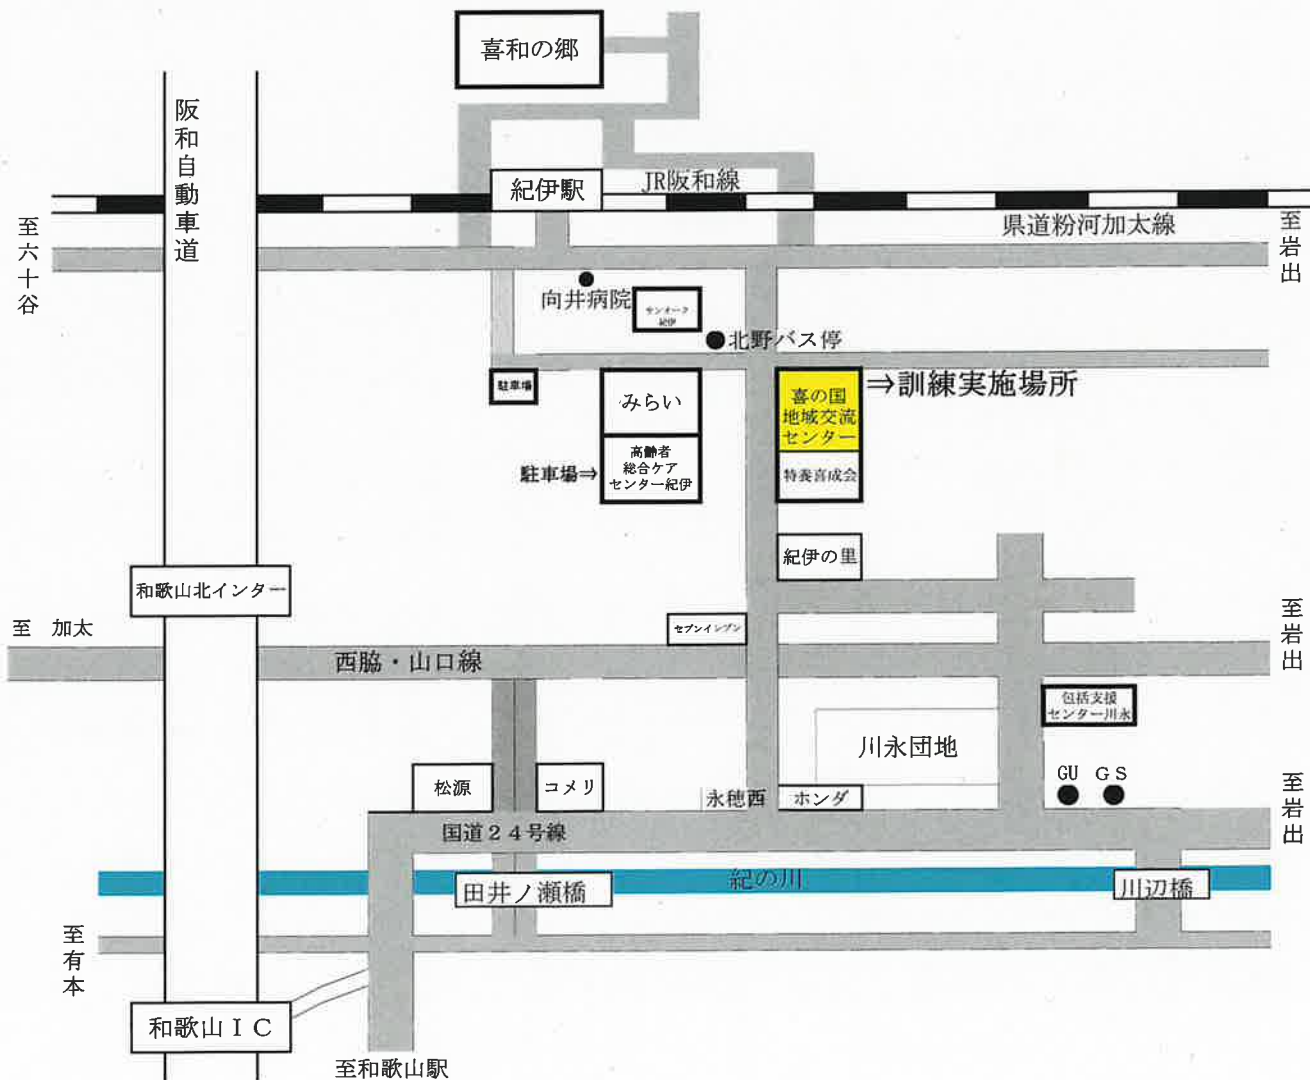 喜和の郷
阪和自動車道
紀伊駅
JR阪和線
県道粉河加太線
至六十谷
至岩出
向井病院
サンオーク
紀伊
北野バス停
駐車場
みらい
喜の国
地域交流
センター
⇒訓練実施場所
高齢者
総合ケア
センター紀伊
駐車場⇒
特養喜成会
紀伊の里
和歌山北インター
セブンイレブン
至 加太
至岩出
西脇・山口線
包括支援
センター川永
川永団地
松源
コメリ
永穂西
ホンダ
GU
GS
至岩出
国道24号線
紀の川
田井ノ瀬橋
川辺橋
至有本
和歌山IC
至和歌山駅